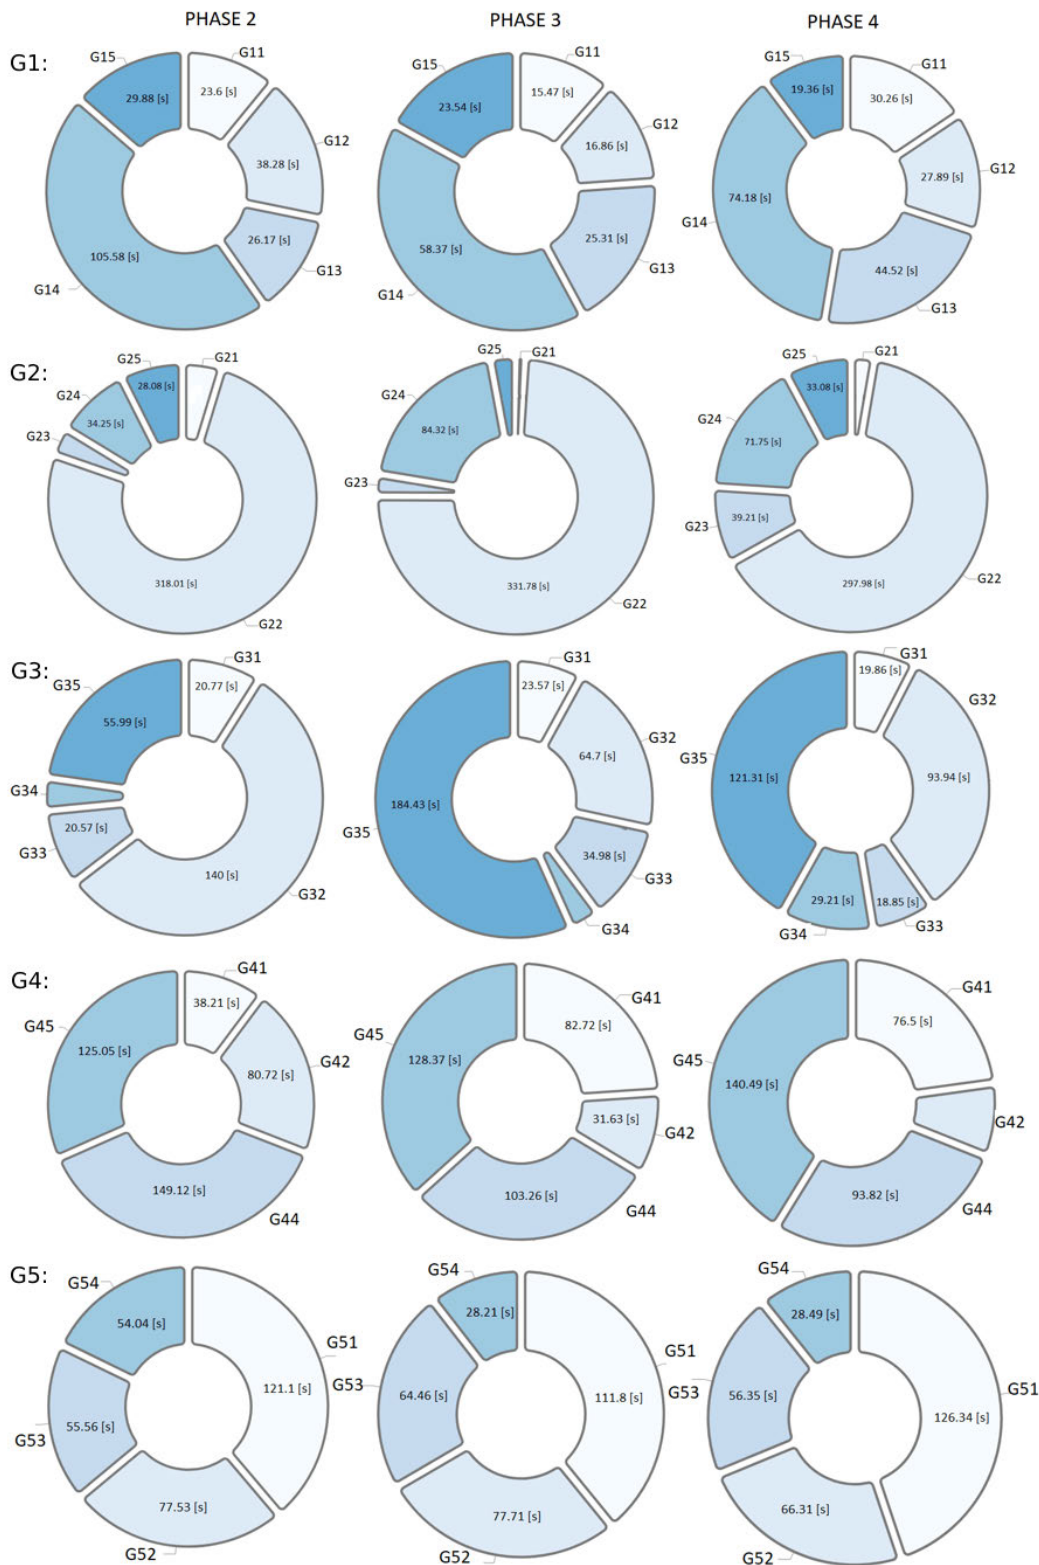 PHASE 2 PHASE 3 PHASE 4
G1:
G15 G11
29.88 [s] 23.6 [s]
G12
38.28 [s]
26.17 [s]
G13
105.58 [s]
G14
G15 G11
23.54 [s] 15.47 [s]
G12
16.86 [s]
25.31 [s]
58.37 [s]
G13
G14
G15 G11
19.36 [s] 30.26 [s]
G12
27.89 [s]
74.18 [s]
G14
44.52 [s]
G13
G2:
G25 G21
28.08 [s]
G24
34.25 [s]
G23
318.01 [s]
G22
G25 G21
G24
84.32 [s]
G23
331.78 [s]
G22
G25 G21
33.08 [s]
G24
71.75 [s]
39.21 [s]
G23
297.98 [s]
G22
G3:
G31
G35 20.77 [s]
55.99 [s]
G34
20.57 [s]
G33
140 [s]
G32
G31
23.57 [s]
G32
64.7 [s]
184.43 [s]
G35
34.98 [s]
G33
G34
G31
19.86 [s]
G32
G35
121.31 [s] 93.94 [s]
29.21 [s] 18.85 [s]
G34 G33
G4:
G41
38.21 [s]
G45
125.05 [s]
G42
80.72 [s]
149.12 [s]
G44
G41
82.72 [s]
G45
128.37 [s]
31.63 [s]
G42
103.26 [s]
G44
G41
76.5 [s]
G45
140.49 [s]
G42
93.82 [s]
G44
G5:
G54
54.04 [s]
G51
121.1 [s]
55.56 [s]
G53
77.53 [s]
G52
G54
28.21 [s]
G51
G53
64.46 [s] 111.8 [s]
77.71 [s]
G52
G54
28.49 [s]
G51
G53
56.35 [s] 126.34 [s]
66.31 [s]
G52